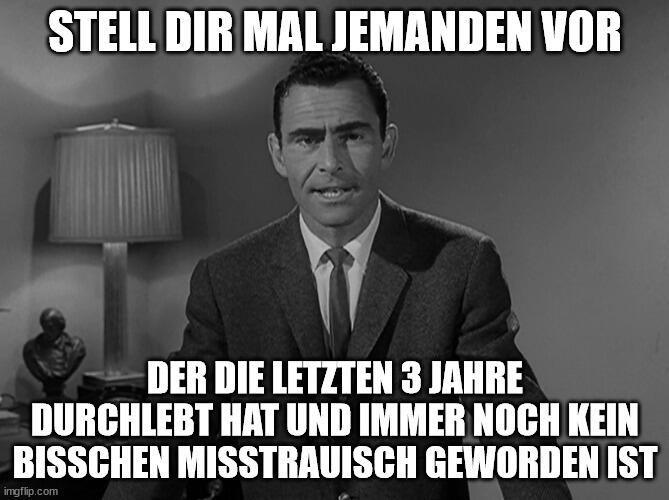 STELL DIR MAL JEMANDEN VOR
DER DIE LETZTEN 3 JAHRE
DURCHLEBT HAT UND IMMER NOCH KEIN
BISSCHEN MISSTRAUISCH GEWORDEN IST
imgflip.com